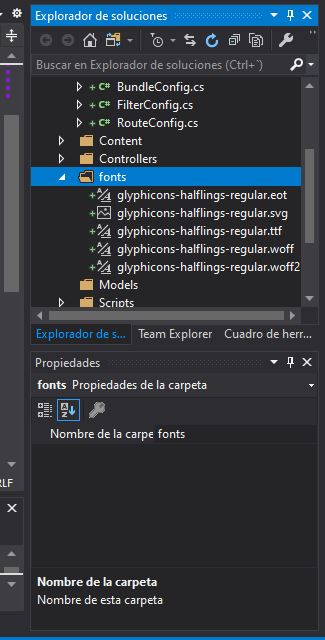 Explorador de soluciones
Buscar en Explorador de soluciones (Ctrl+`)
+ C# BundleConfig.cs
+ C# FilterConfig.cs
+ C# RouteConfig.cs
Content
Controllers
fonts
+ glyphicons-halflings-regular.eot
+ glyphicons-halflings-regular.svg
+ glyphicons-halflings-regular.ttf
+ glyphicons-halflings-regular.woff
+ glyphicons-halflings-regular.woff2
Models
Scripts
Explorador de s... Team Explorer Cuadro de herr...
Propiedades
fonts Propiedades de la carpeta
Nombre de la carpe fonts
RLF
Nombre de la carpeta
Nombre de esta carpeta